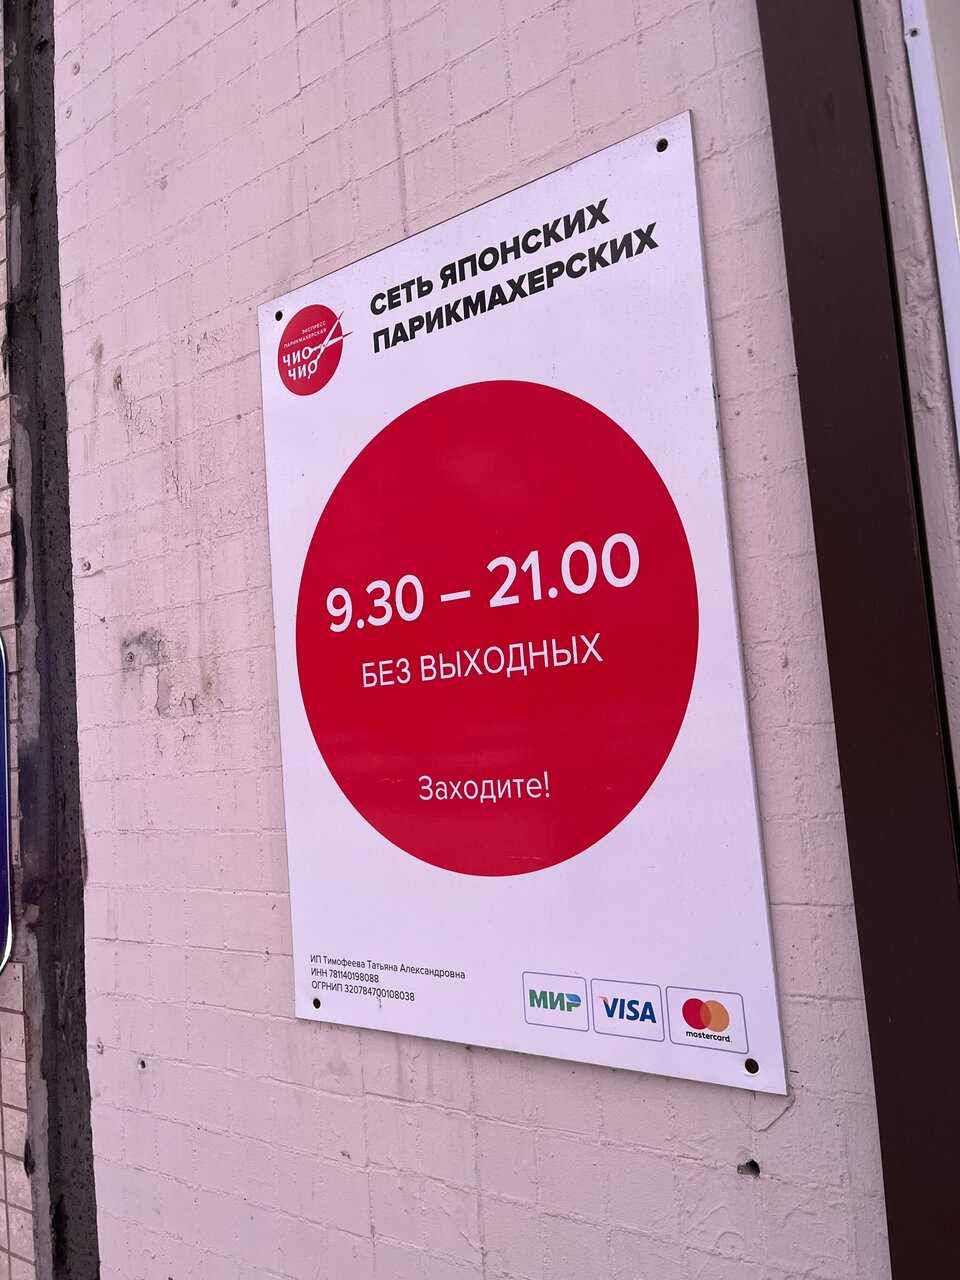 СЕТЬ ЯПОНСКИХ
ПАРИКМАХЕРСКИХ
ЭКСПРЕСС
ПАРИКМАХЕРСКАЯ
ЧИО
ЧИО
9.30 – 21.00
БЕЗ ВЫХОДНЫХ
Заходите!
ИП Тимофеева Татьяна Александровна
ИНН 781140198088
ОГРНИП 320784700108038
МИР
VISA
mastercard.